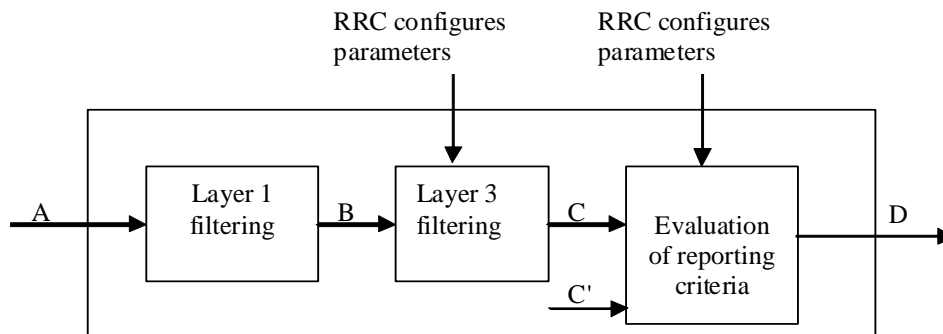 RRC configures
parameters
RRC configures
parameters
Layer 1
filtering
Layer 3
filtering
Evaluation
of reporting
criteria
A
B
C
C'
D